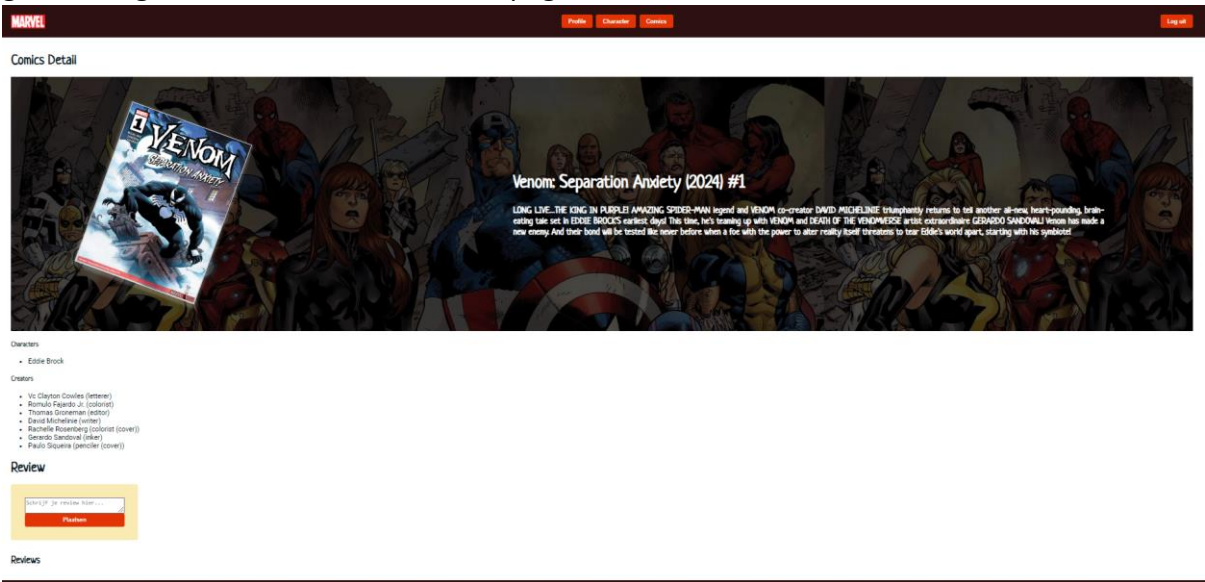 MARVEL
Profile Character Comics
Log uit
Comics Detail
1
VENOM
SEPARATION ANXIETY
Venom: Separation Anxiety (2024) #1
LONG LIVE...THE KING IN PURPLE! AMAZING SPIDER-MAN legend and VENOM co-creator DAVID MICHELINIE triumphantly returns to tell another all-new, heart-pounding, brain-
eating tale set in EDDIE BROCK'S earliest days! This time, he's teaming up with VENOM and DEATH OF THE VENOMVERSE artist extraordinaire GERARDO SANDOVAL! Venom has made a
new enemy. And their bond will be tested like never before when a foe with the power to alter reality itself threatens to tear Eddie's world apart, starting with his symbiote!
Characters
• Eddie Brock
Creators
• Vc Clayton Cowles (letterer)
• Romulo Fajardo Jr. (colorist)
• Thomas Groneman (editor)
• David Michelinie (writer)
• Rachelle Rosenberg (colorist (cover))
• Gerardo Sandoval (inker)
• Paulo Siqueira (penciler (cover))
Review
Schrijf je review hier...
Plaatsen
Reviews